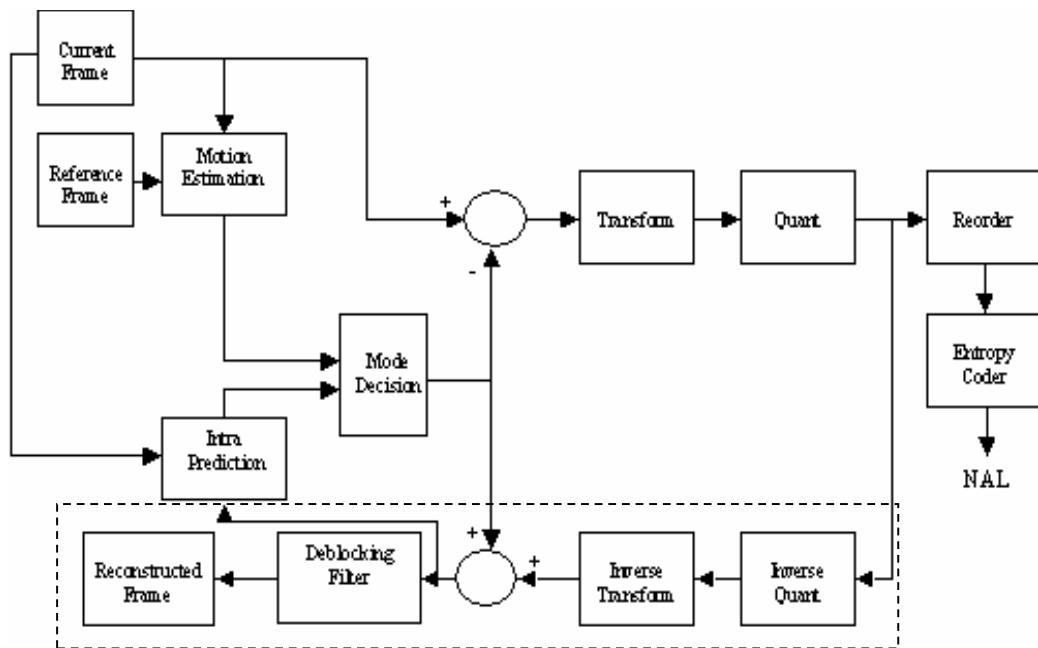 Current
Frame
Reference
Frame
Motion
Estimation
+
-
Transform
Quant
Reorder
Mode
Decision
Entropy
Coder
Intra
Prediction
NAL
+
+
Reconstructed
Frame
Deblocking
Filter
Inverse
Transform
Inverse
Quant